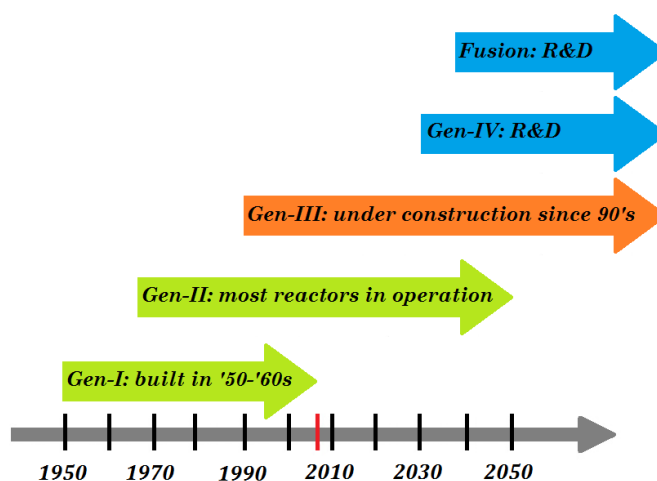 Fusion: R&D
Gen-IV: R&D
Gen-III: under construction since 90's
Gen-II: most reactors in operation
Gen-I: built in '50-'60s
1950 1970 1990 2010 2030 2050